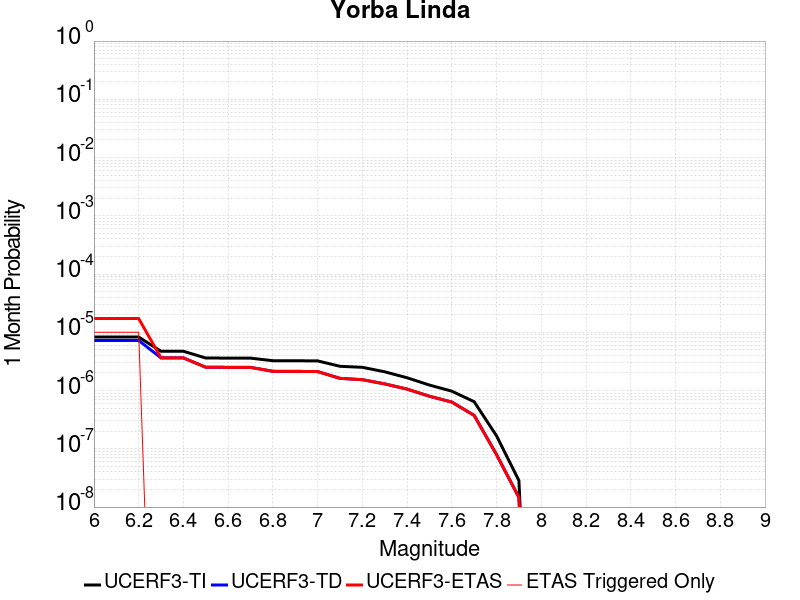 Yorba Linda
10^0
10^-1
10^-2
10^-3
10^-4
10^-5
10^-6
10^-7
10^-8
1 Month Probability
6 6.2 6.4 6.6 6.8 7 7.2 7.4 7.6 7.8 8 8.2 8.4 8.6 8.8 9
Magnitude
UCERF3-TI UCERF3-TD UCERF3-ETAS ETAS Triggered Only